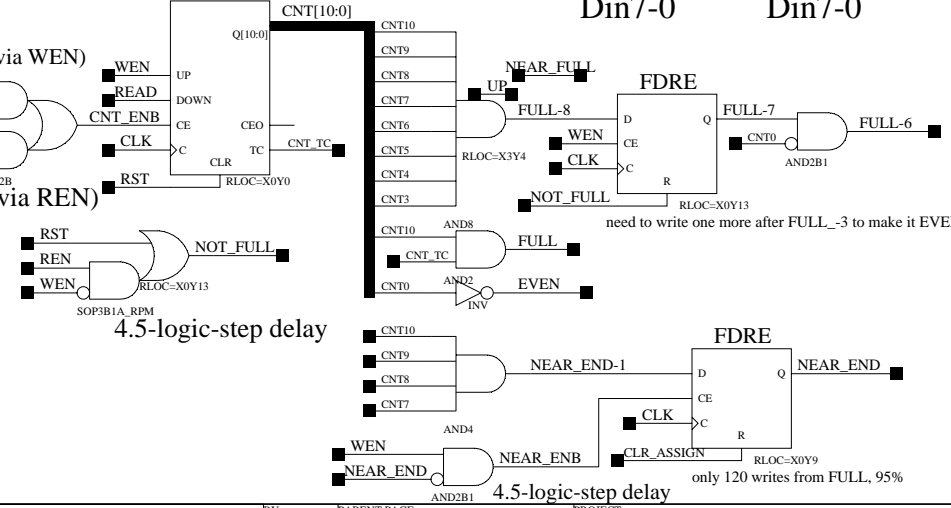 CNT[10:0]
Din7-0
Din7-0
via WEN)
Q[10:0]
CNT10
CNT9
NEAR_FULL
WEN
UP
CNT8
FDRE
READ
DOWN
CNT7
UP
FULL-8
D
Q
FULL-7
CNT_ENB
CE
CEO
CNT6
WEN
CE
CNT0
FULL-6
CLK
C
TC
CNT_TC
CNT5
RLOC=X3Y4
CLK
C
AND2B1
CLR
CNT4
RST
RLOC=X0Y0
CNT3
NOT_FULL
R
RLOC=X0Y13
2B
via REN)
need to write one more after FULL_-3 to make it EVE
RST
CNT10
AND8
NOT_FULL
FULL
REN
CNT_TC
WEN
RLOC=X0Y13
CNT0
AND2
EVEN
INV
SOP3B1A_RPM
4.5-logic-step delay
CNT10
FDRE
CNT9
NEAR_END-1
D
Q
NEAR_END
CNT8
CE
CNT7
CLK
C
AND4
R
WEN
CLR_ASSIGN
RLOC=X0Y9
NEAR_END
NEAR_ENB
only 120 writes from FULL, 95%
AND2B1
4.5-logic-step delay